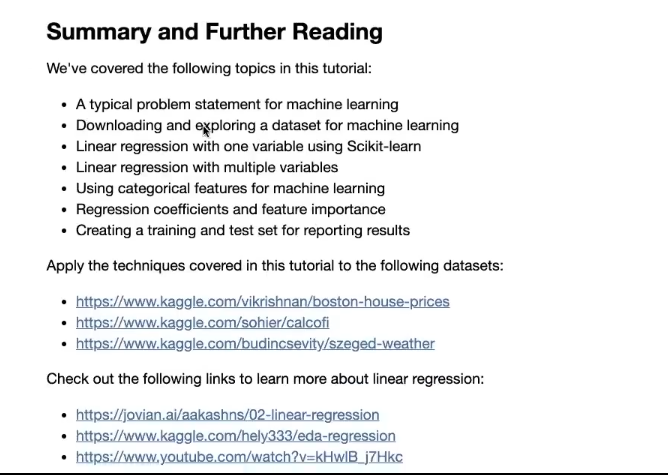 Summary and Further Reading
We've covered the following topics in this tutorial:
• A typical problem statement for machine learning
• Downloading and exploring a dataset for machine learning
• Linear regression with one variable using Scikit-learn
• Linear regression with multiple variables
• Using categorical features for machine learning
• Regression coefficients and feature importance
• Creating a training and test set for reporting results
Apply the techniques covered in this tutorial to the following datasets:
• https://www.kaggle.com/vikrishnan/boston-house-prices
• https://www.kaggle.com/sohier/calcofi
• https://www.kaggle.com/budincsevity/szeged-weather
Check out the following links to learn more about linear regression:
• https://jovian.ai/aakashns/02-linear-regression
• https://www.kaggle.com/hely333/eda-regression
• https://www.youtube.com/watch?v=kHwlB_j7Hkc